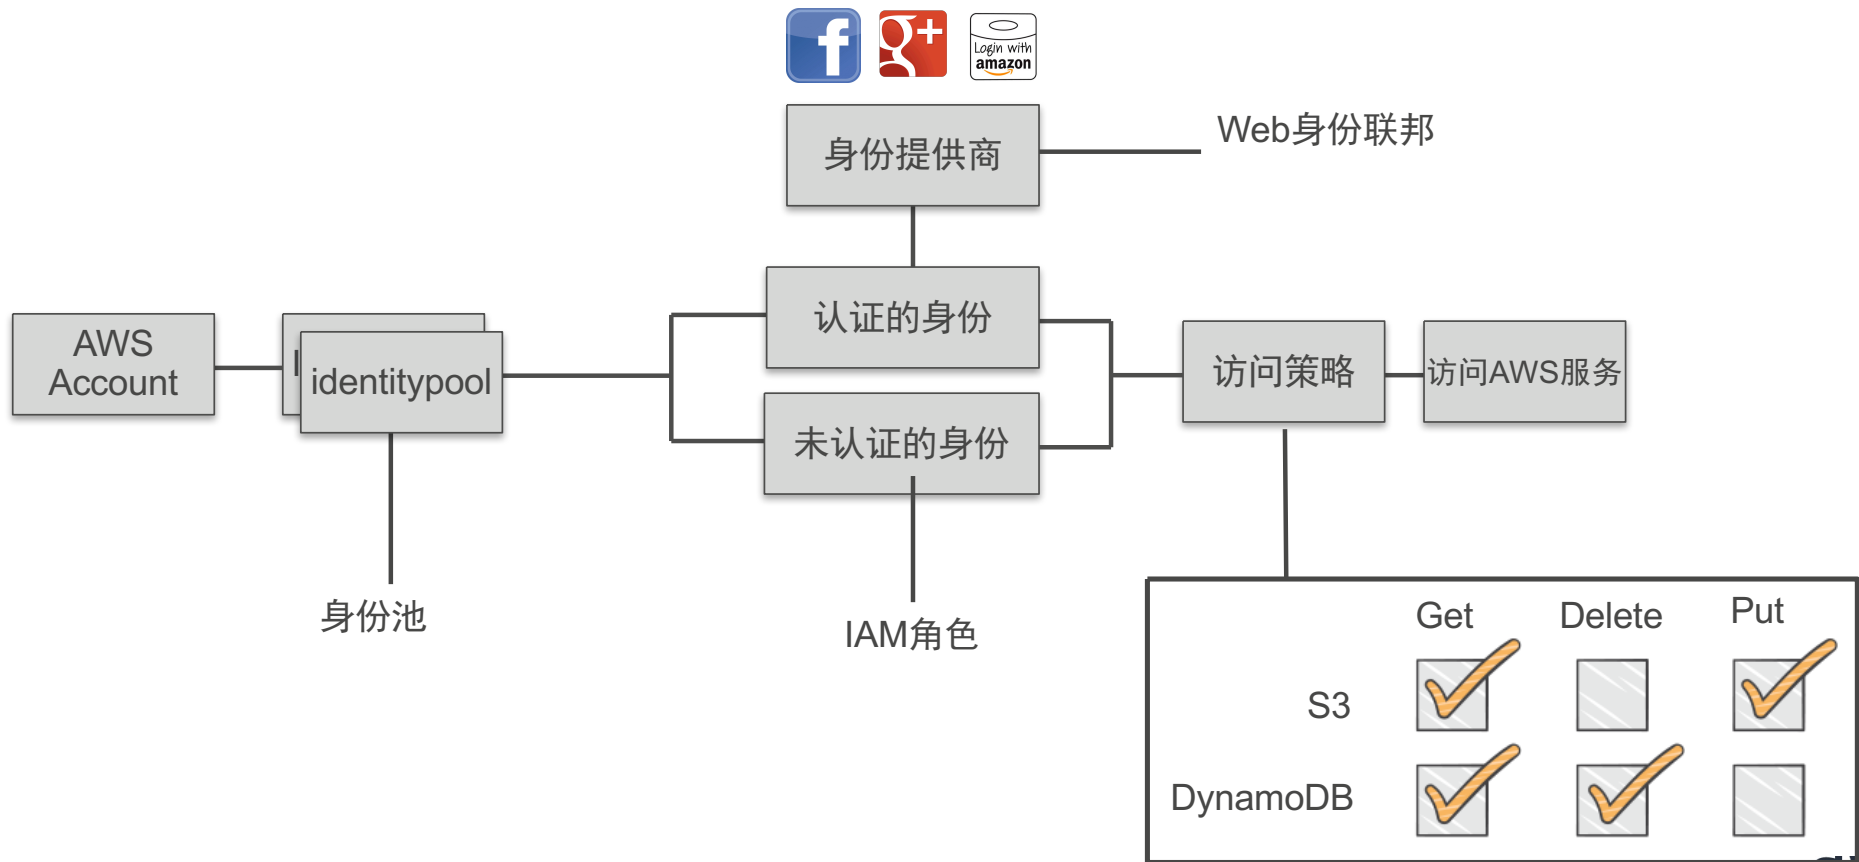 f
g+
Login with
amazon
身份提供商
Web身份联邦
认证的身份
AWS
Account
I
identitypool
访问策略
访问AWS服务
未认证的身份
身份池
IAM角色
Get Delete Put
S3
DynamoDB